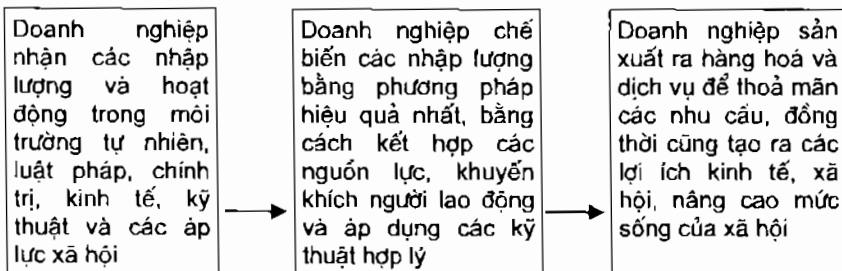 Doanh nghiệp
nhận các nhập
lượng và hoạt
động trong môi
trường tự nhiên,
luật pháp, chính
trị, kinh tế, kỹ
thuật và các áp
lực xã hội
Doanh nghiệp chế
biến các nhập lượng
bằng phương pháp
hiệu quả nhất, bằng
cách kết hợp các
nguồn lực, khuyến
khích người lao động
và áp dụng các kỹ
thuật hợp lý
Doanh nghiệp sản
xuất ra hàng hoá và
dịch vụ để thoả mãn
các nhu cầu, đồng
thời cũng tạo ra các
lợi ích kinh tế, xã
hội, nâng cao mức
sống của xã hội